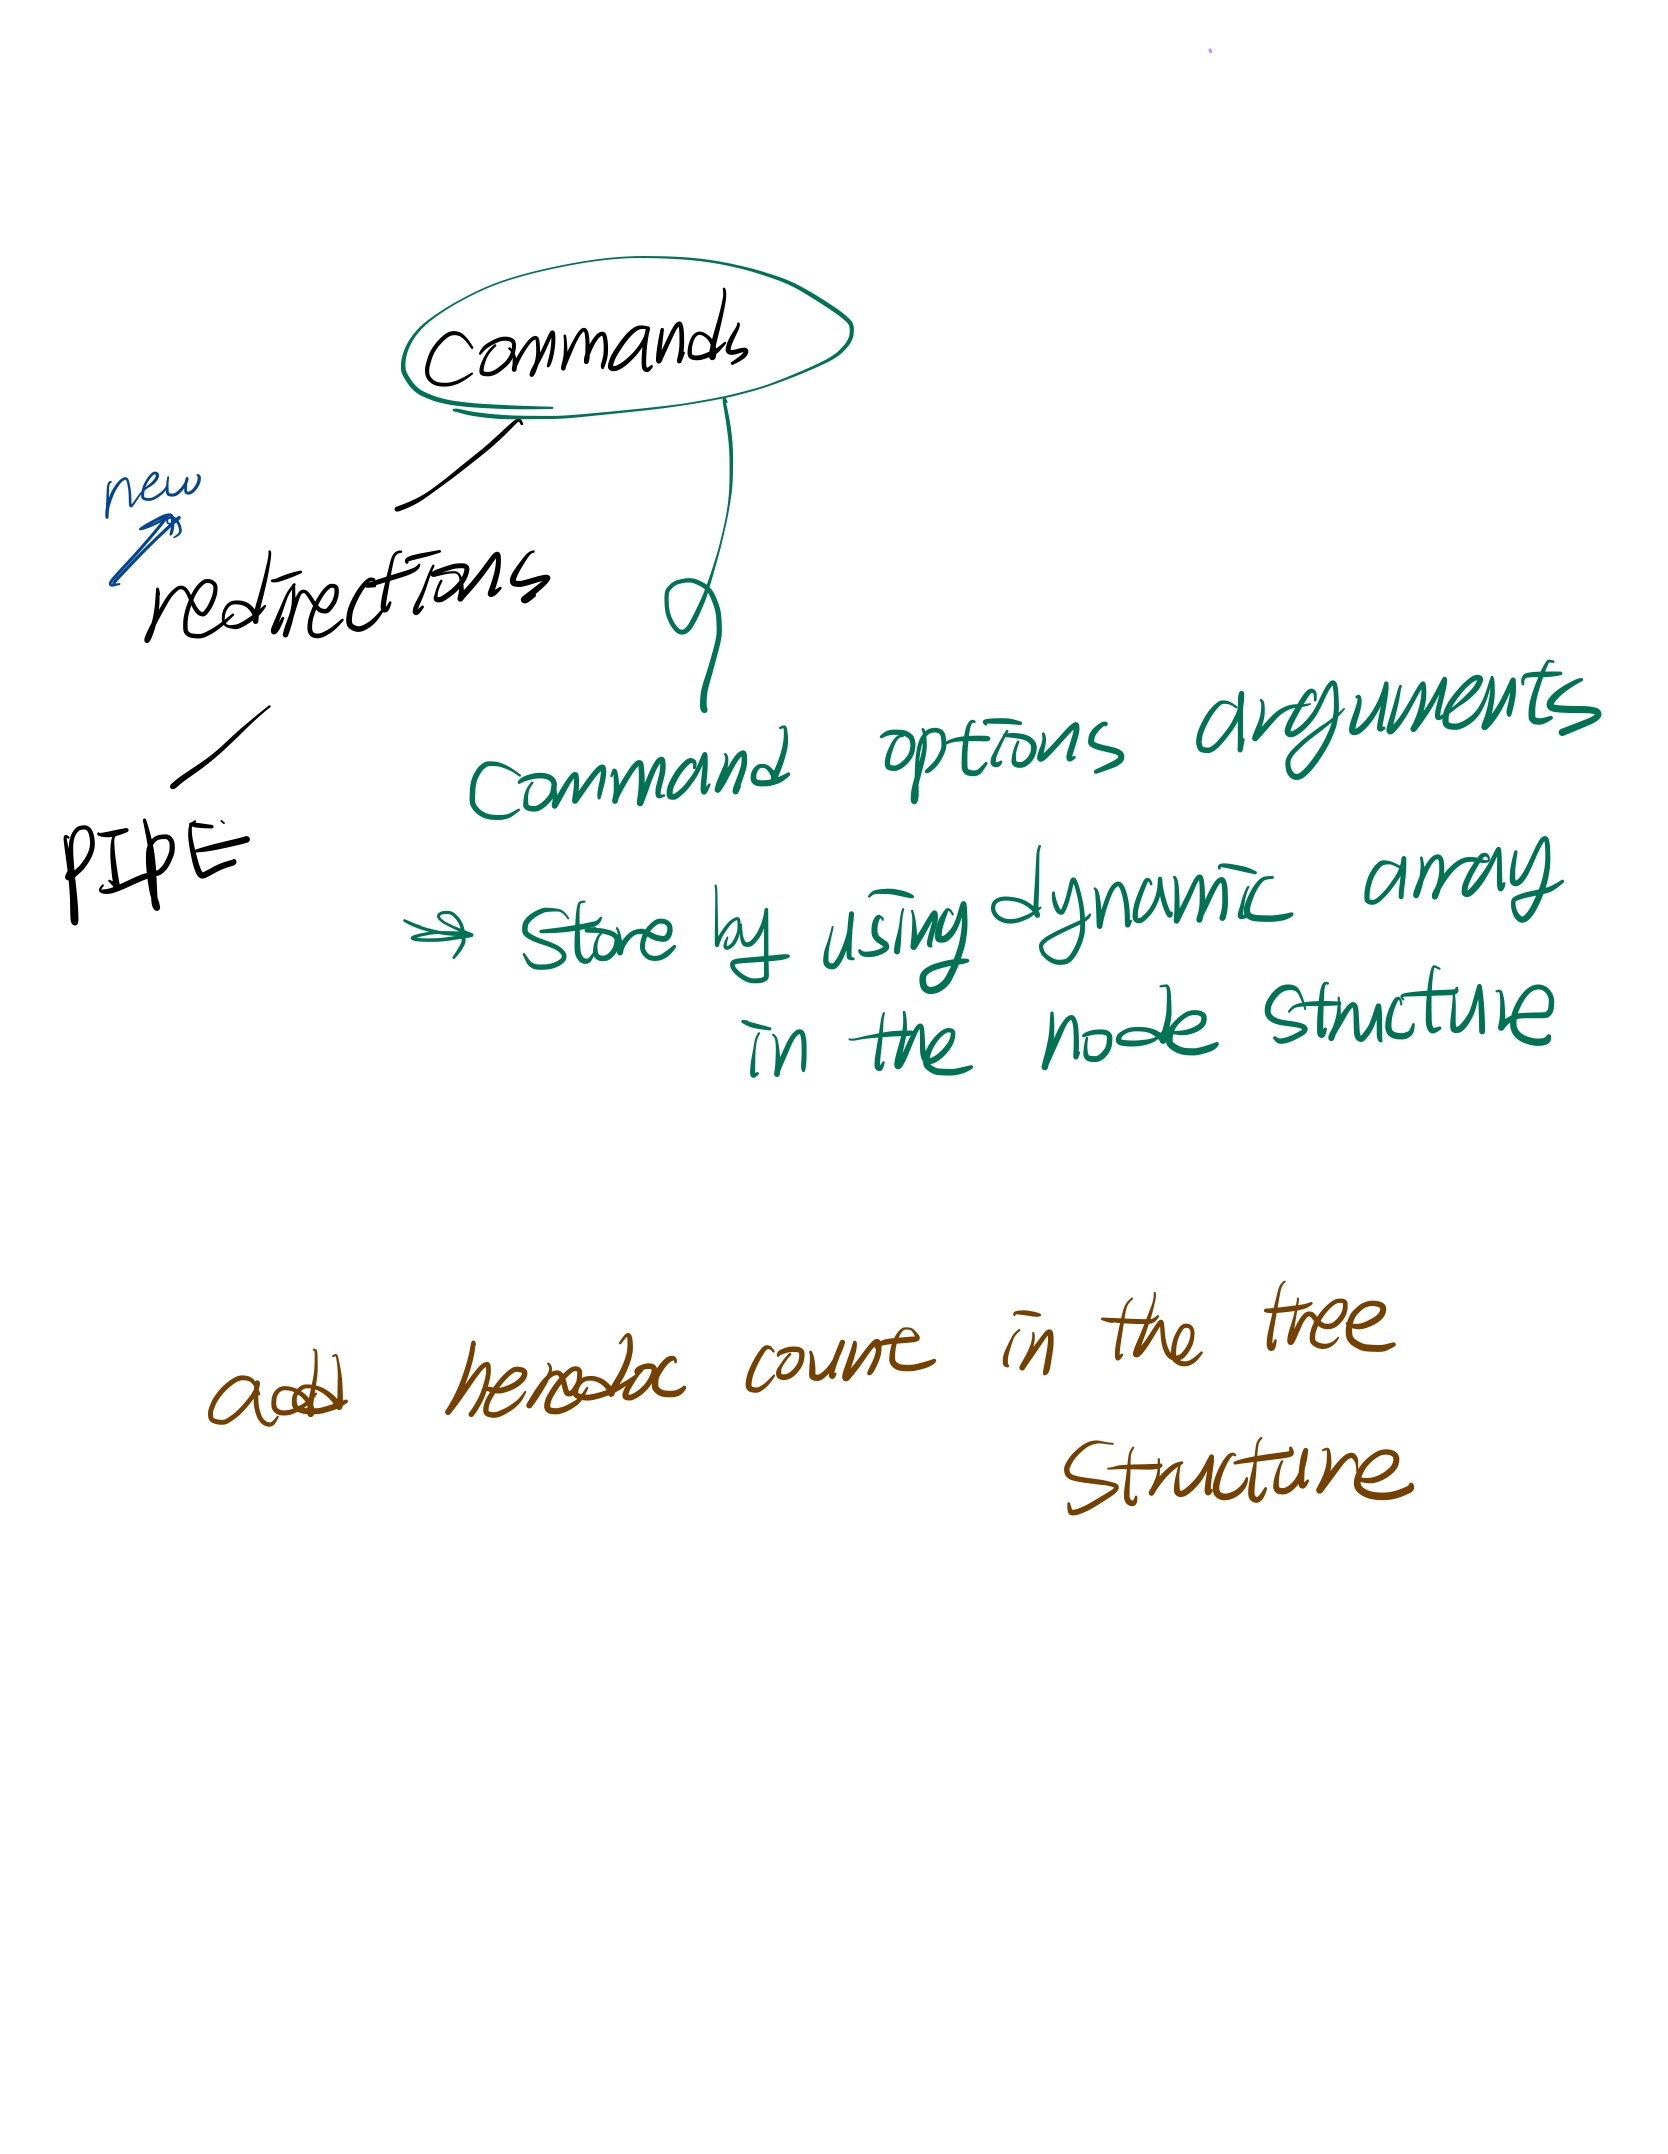 Commands
new
redirections
PIPE
Command options arguments
→ Store by using dynamic array
in the node structure
add heredoc count in the tree
Structure